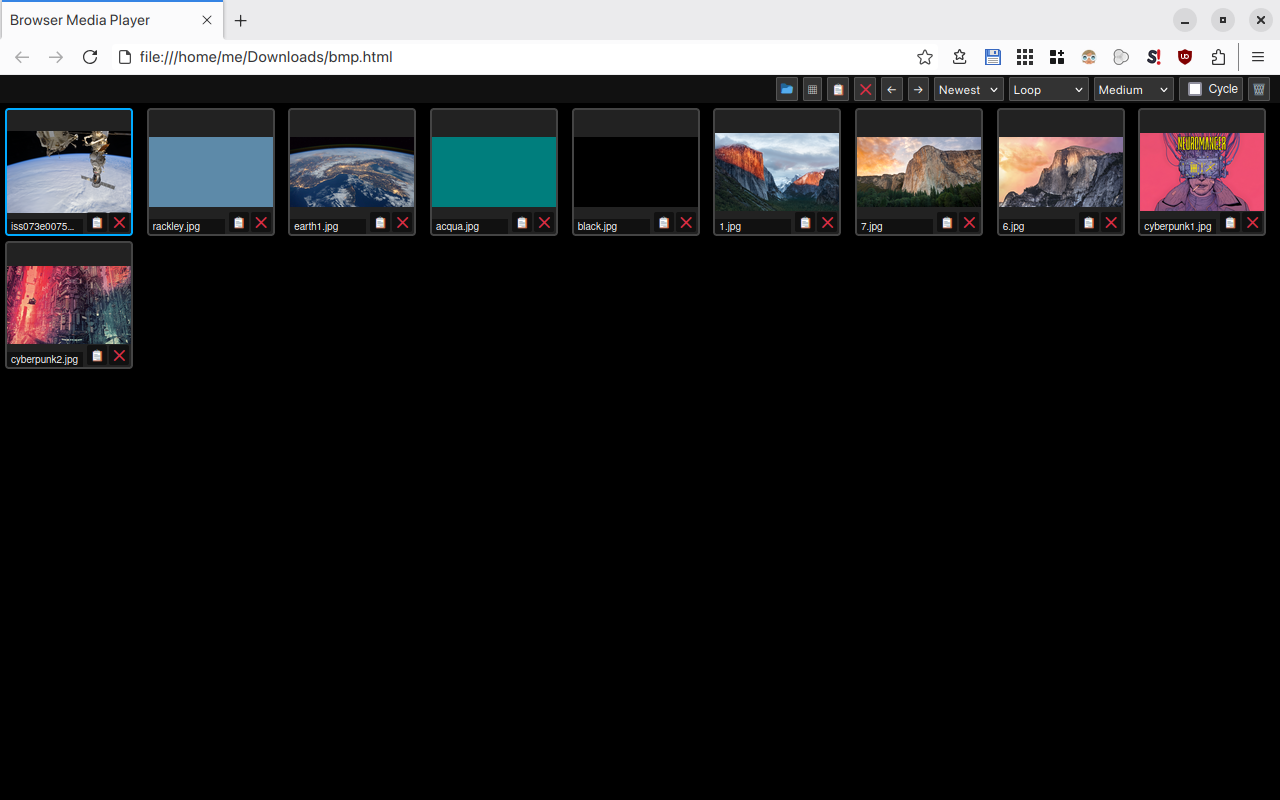 Browser Media Player
file:///home/me/Downloads/bmp.html
S!
UD
Newest
Loop
Medium
Cycle
NEUROMANCER
iss073e0075...
rackley.jpg
earth1.jpg
acqua.jpg
black.jpg
1.jpg
7.jpg
6.jpg
cyberpunk1.jpg
cyberpunk2.jpg